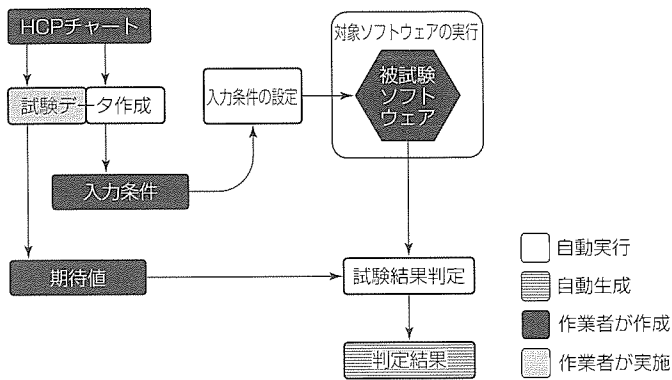 HCPチャート
対象ソフトウェアの実行
被試験
ソフト
ウェア
試験データ作成
入力条件の設定
入力条件
期待値
試験結果判定
判定結果
自動実行
自動生成
作業者が作成
作業者が実施